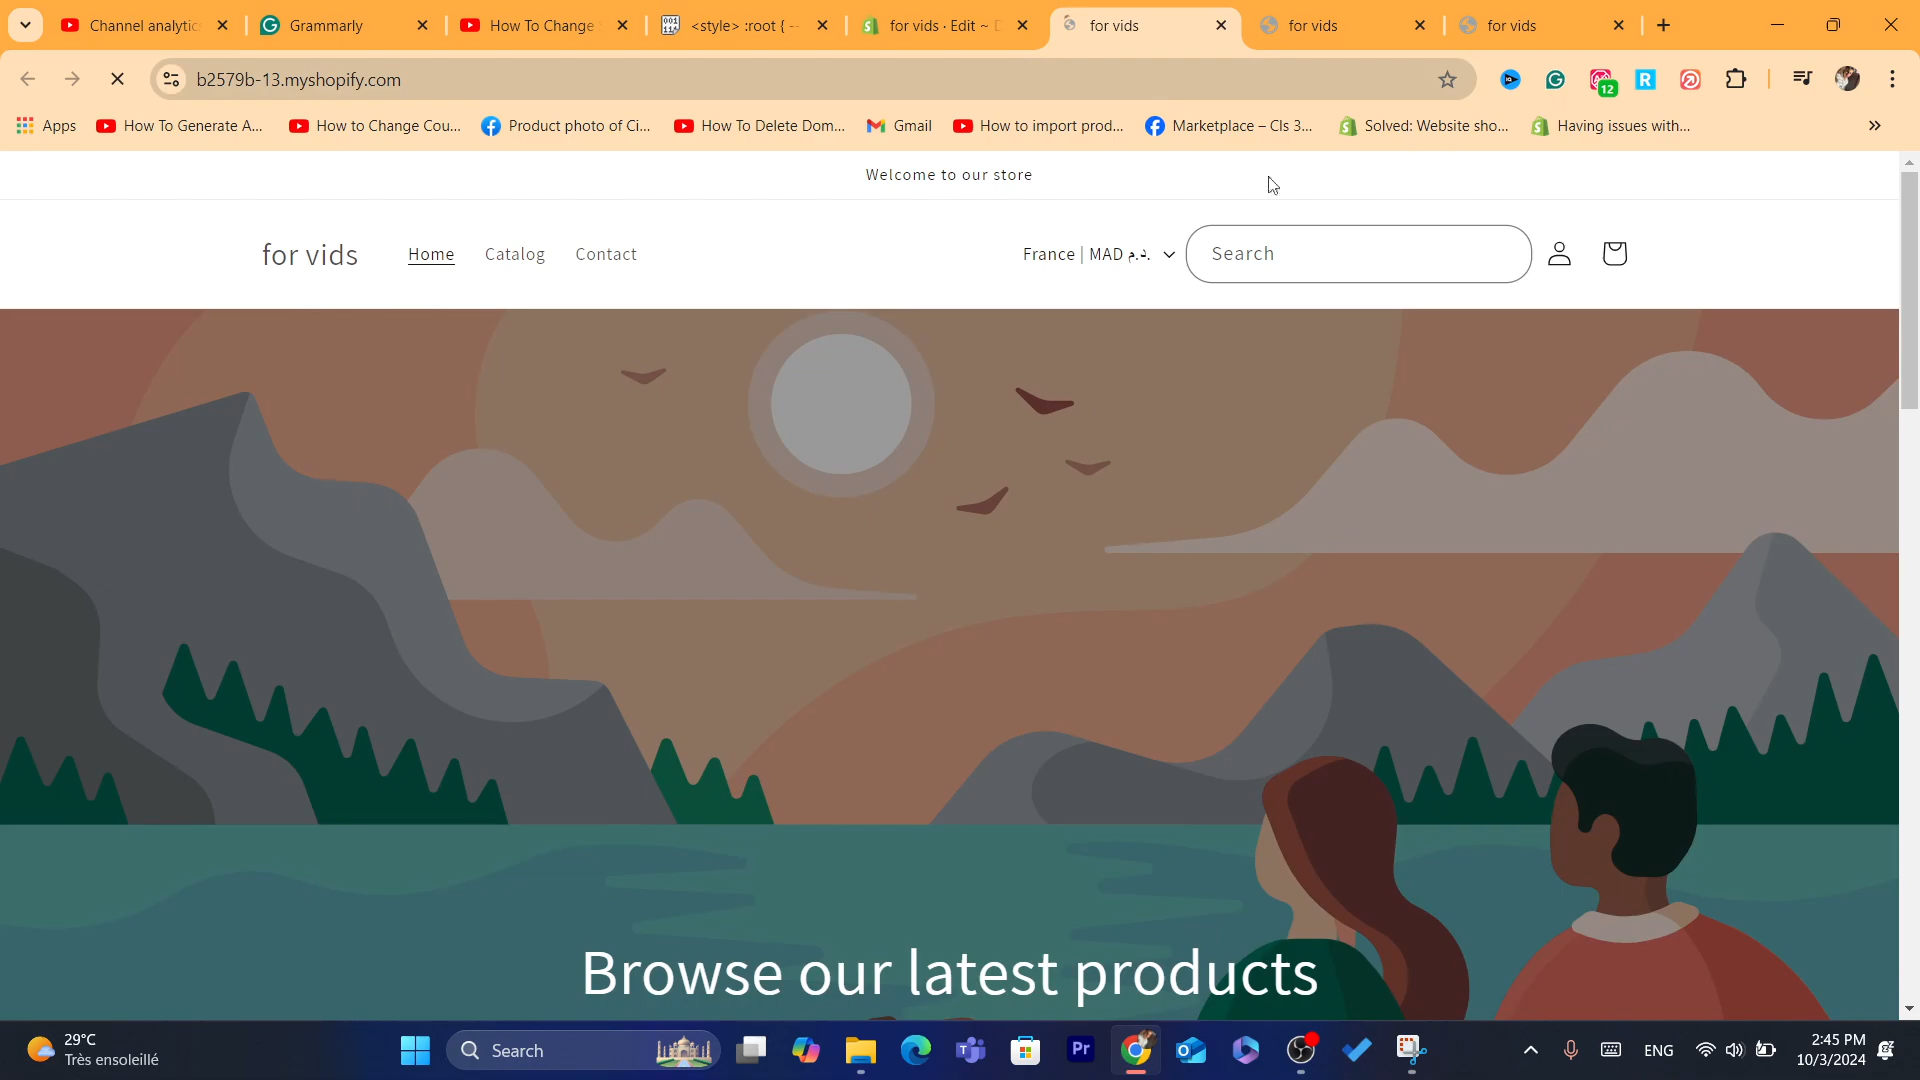 Channel analytics
Grammarly
How To Change
<style> :root { --
for vids · Edit ~
for vids
for vids
for vids
b2579b-13.myshopify.com
12
Apps
How To Generate A...
How to Change Cou...
Product photo of Ci...
How To Delete Dom...
Gmail
How to import prod...
Marketplace – Cls 3...
Solved: Website sho...
Having issues with...
Welcome to our store
for vids
Home
Catalog
Contact
France | MAD د.م.
Search
Browse our latest products
29°C
Très ensoleillé
Search
Pr
ENG
2:45 PM
10/3/2024